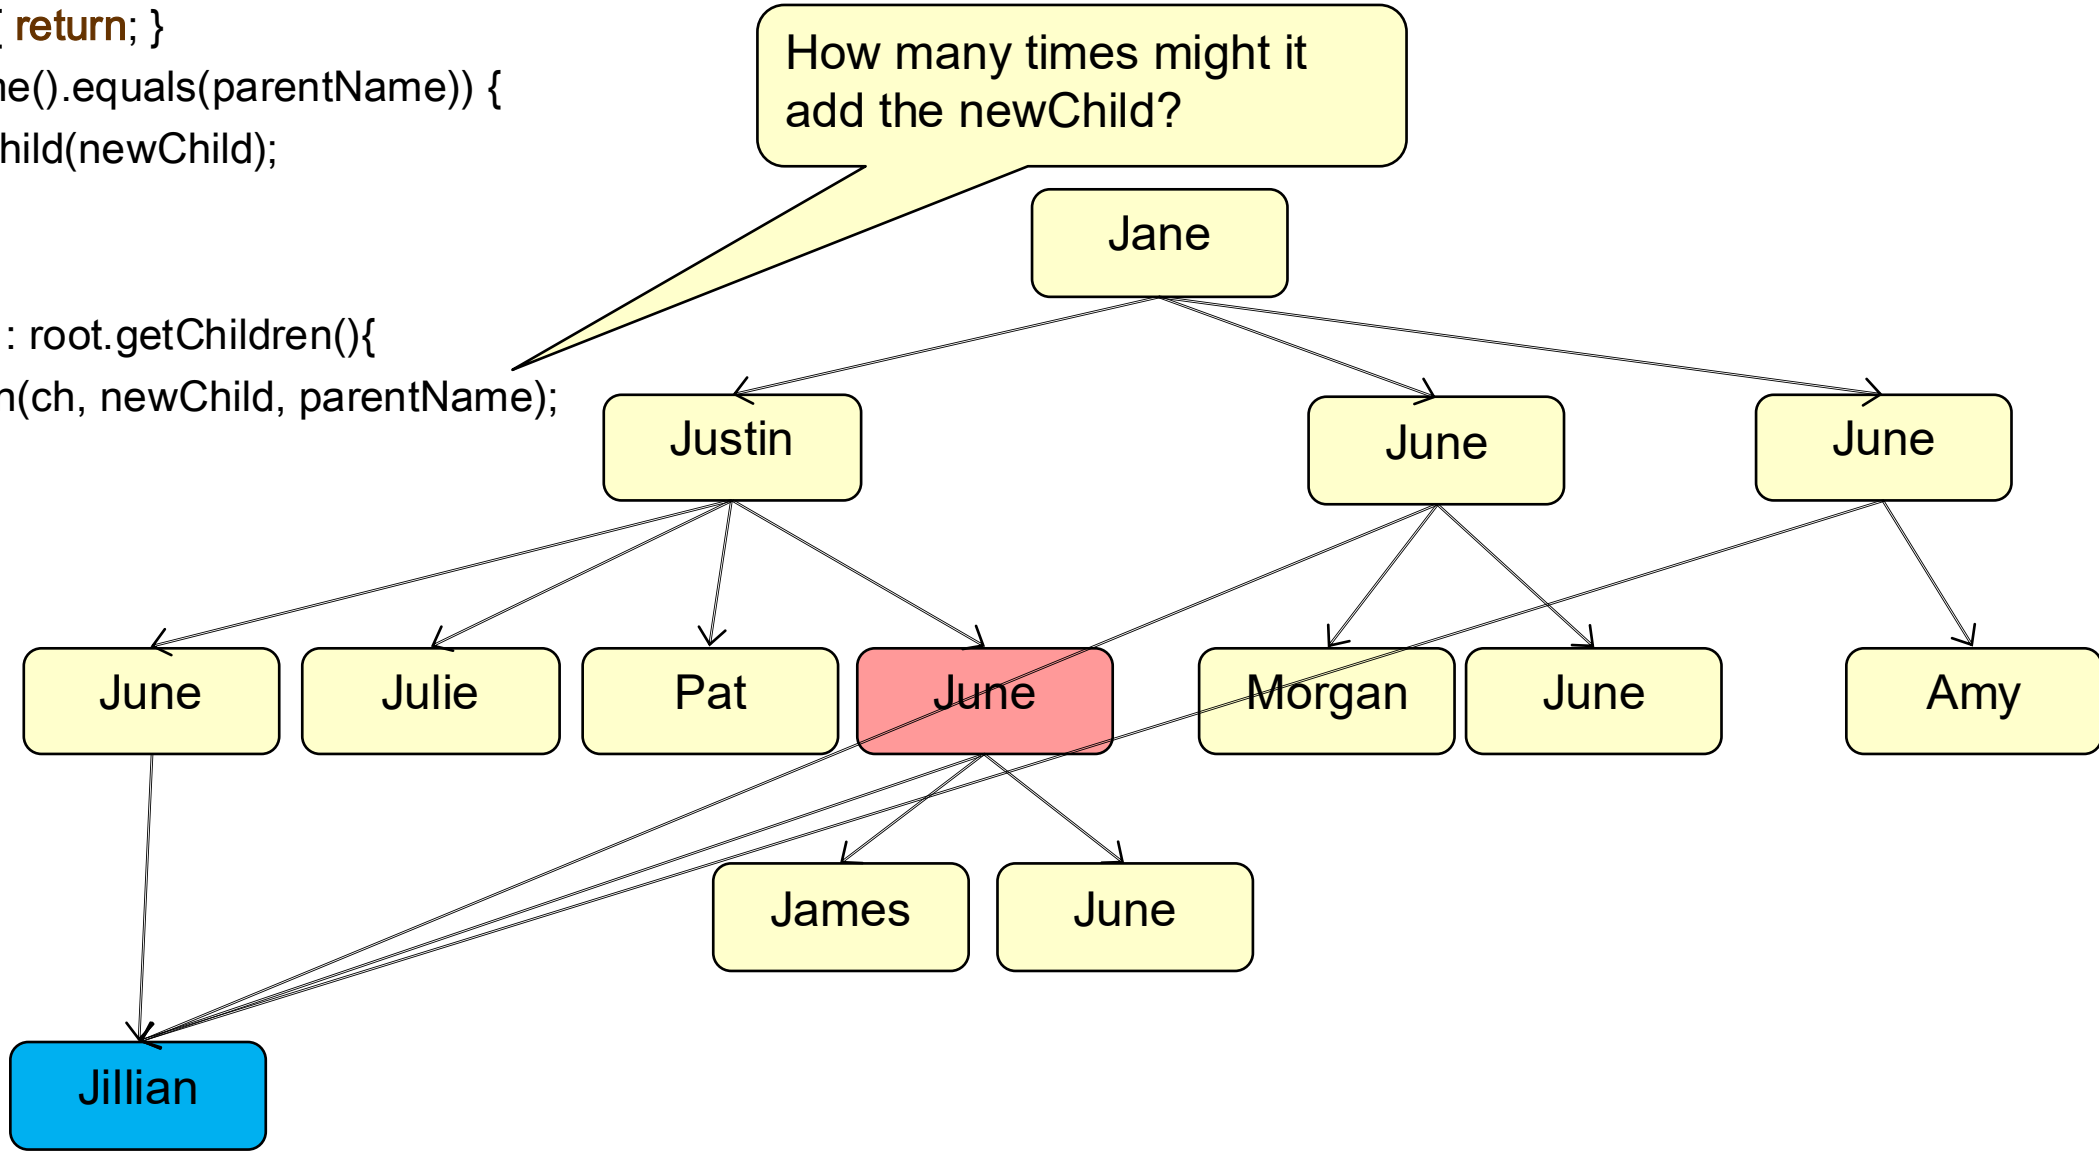 { return; }
me().equals(parentName)) {
hild(newChild);
: root.getChildren(){
n(ch, newChild, parentName);
How many times might it
add the newChild?
Jane
Justin
June
June
June
Julie
Pat
June
Morgan
June
Amy
James
June
Jillian